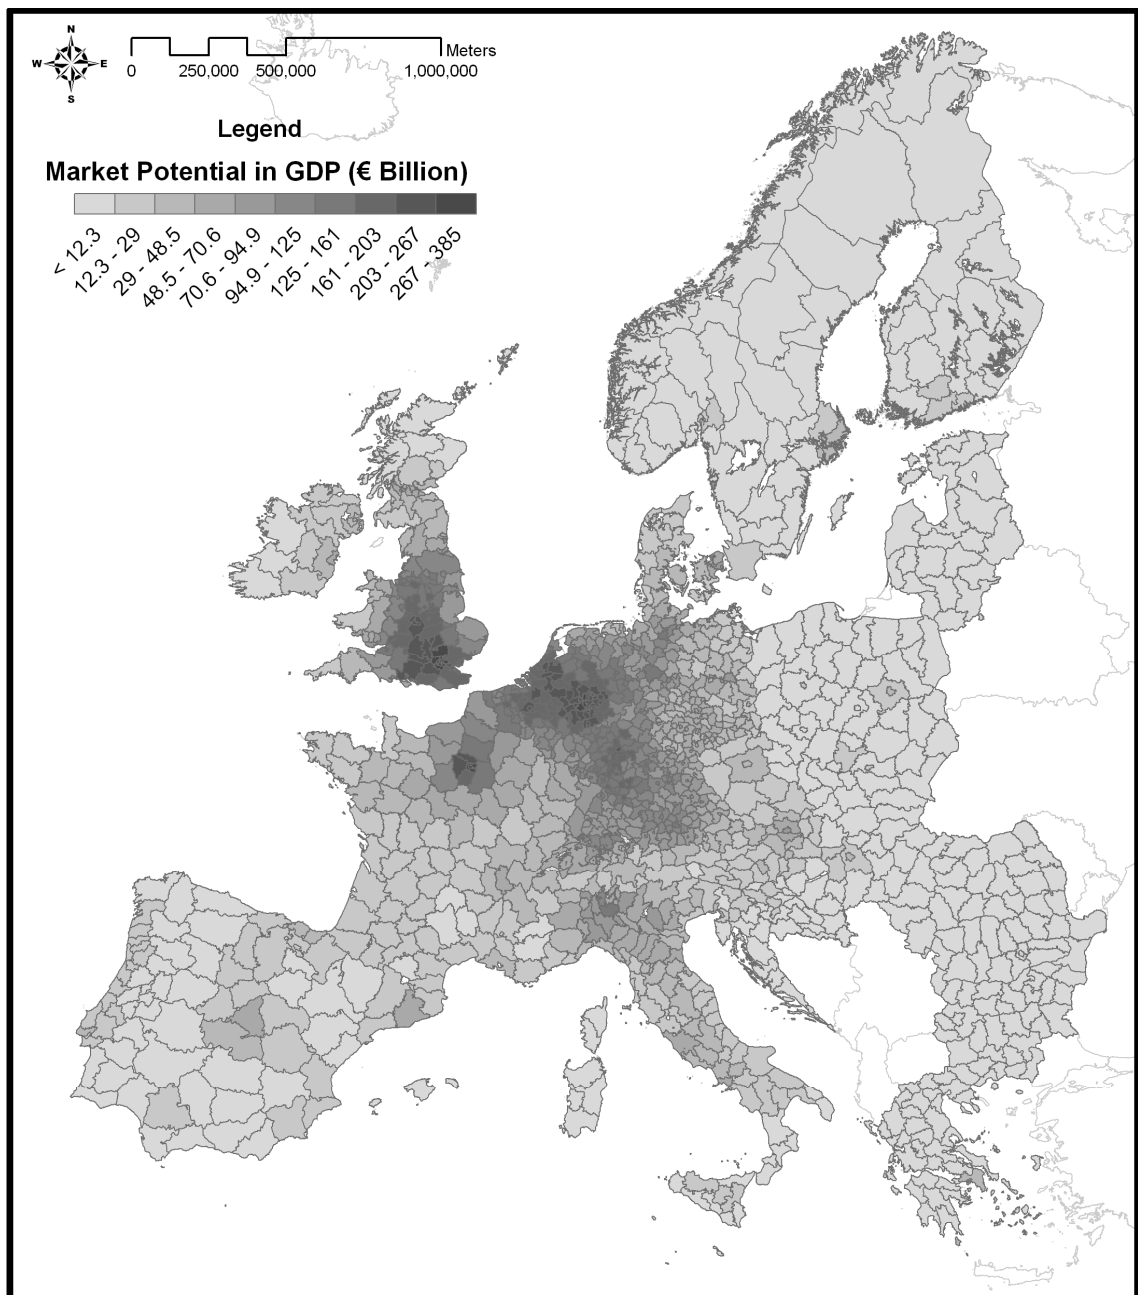 N
W E
S
Meters
0 250,000 500,000 1,000,000
Legend
Market Potential in GDP (€ Billion)
< 12.3
12.3 - 29
29 - 48.5
48.5 - 70.6
70.6 - 94.9
94.9 - 125
125 - 161
161 - 203
203 - 267
267 - 385